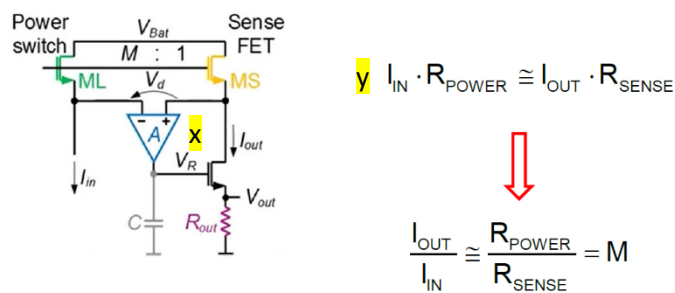 Power switch
Sense FET
V_Bat
M : 1
ML
MS
V_d
− +
A
x
I_out
V_R
I_in
V_out
C
R_out
y I_IN · R_POWER ≅ I_OUT · R_SENSE
I_OUT / I_IN ≅ R_POWER / R_SENSE = M